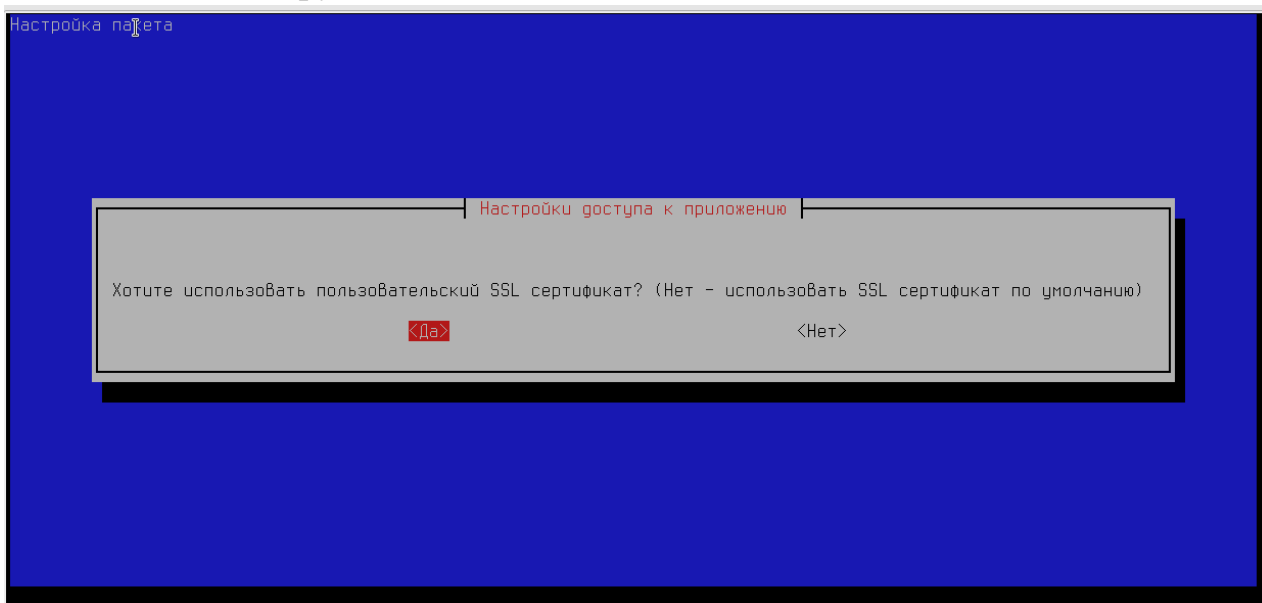 Настройка пакета
Настройки доступа к приложению
Хотите использовать пользовательский SSL сертификат? (Нет - использовать SSL сертификат по умолчанию)
<Да> <Нет>